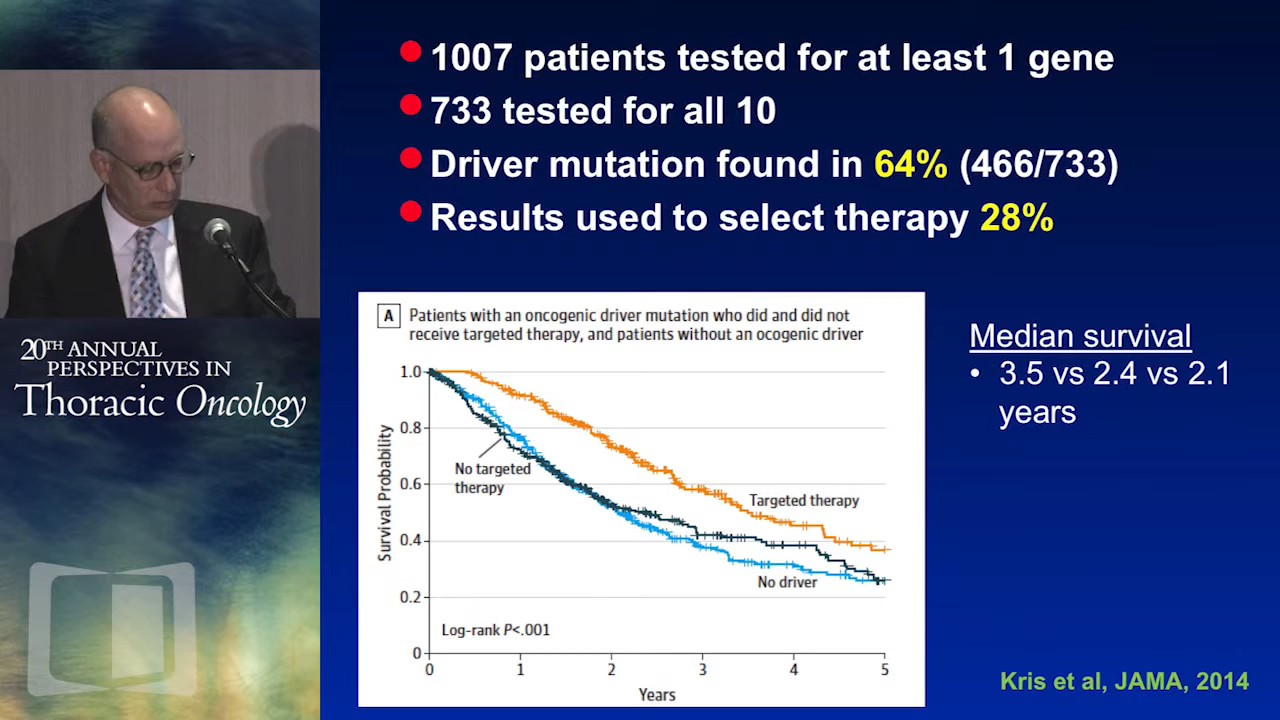 1007 patients tested for at least 1 gene
733 tested for all 10
Driver mutation found in 64% (466/733)
Results used to select therapy 28%
A Patients with an oncogenic driver mutation who did and did not
receive targeted therapy, and patients without an ocogenic driver
1.0
0.8
0.6
0.4
0.2
0
Survival Probability
No targeted
therapy
Targeted therapy
No driver
Log-rank P<.001
0 1 2 3 4 5
Years
Median survival
• 3.5 vs 2.4 vs 2.1
years
Kris et al, JAMA, 2014
20TH ANNUAL
PERSPECTIVES IN
Thoracic Oncology